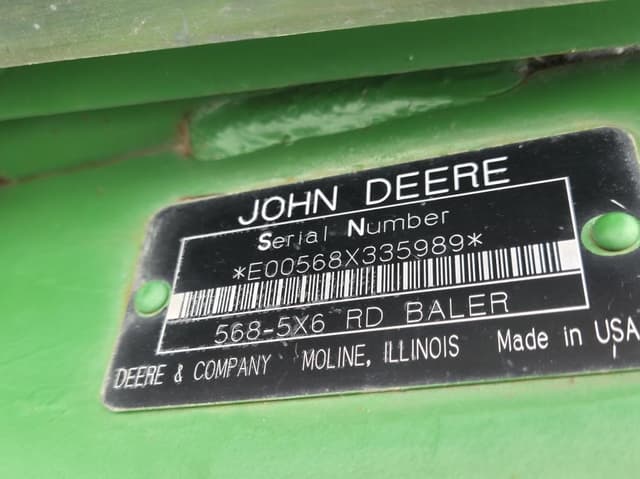 JOHN DEERE
Serial Number
*E00568X335989*
568-5X6 RD BALER
DEERE & COMPANY MOLINE, ILLINOIS Made in USA